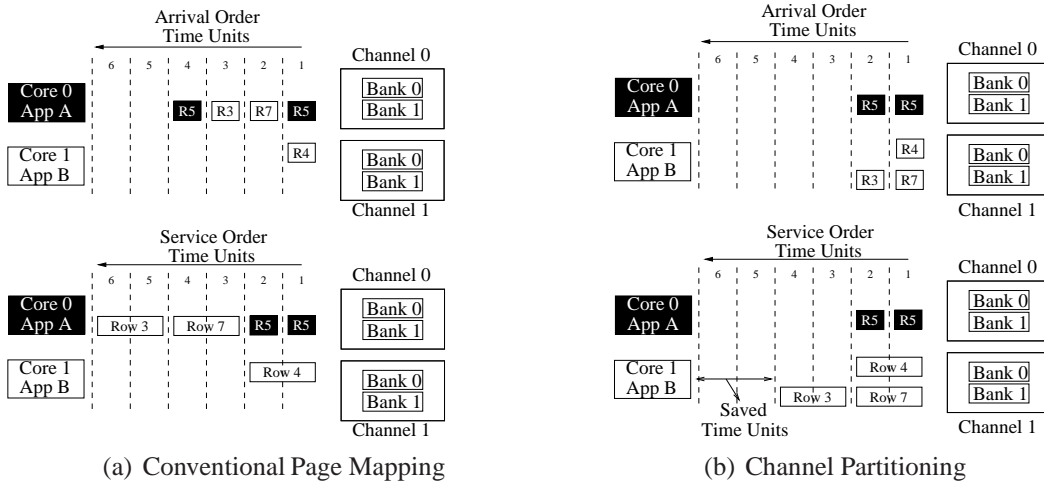 Arrival Order
Time Units
6 5 4 3 2 1
Channel 0
Core 0
App A
R5 R3 R7 R5
Bank 0
Bank 1
Core 1
App B
R4
Bank 0
Bank 1
Channel 1
Service Order
Time Units
6 5 4 3 2 1
Channel 0
Core 0
App A
Row 3 Row 7 R5 R5
Bank 0
Bank 1
Core 1
App B
Row 4
Bank 0
Bank 1
Channel 1
(a) Conventional Page Mapping
Arrival Order
Time Units
6 5 4 3 2 1
Channel 0
Core 0
App A
R5 R5
Bank 0
Bank 1
Core 1
App B
R4
R3 R7
Bank 0
Bank 1
Channel 1
Service Order
Time Units
6 5 4 3 2 1
Channel 0
Core 0
App A
R5 R5
Bank 0
Bank 1
Core 1
App B
Row 4
Row 3 Row 7
Bank 0
Bank 1
Saved
Time Units
Channel 1
(b) Channel Partitioning